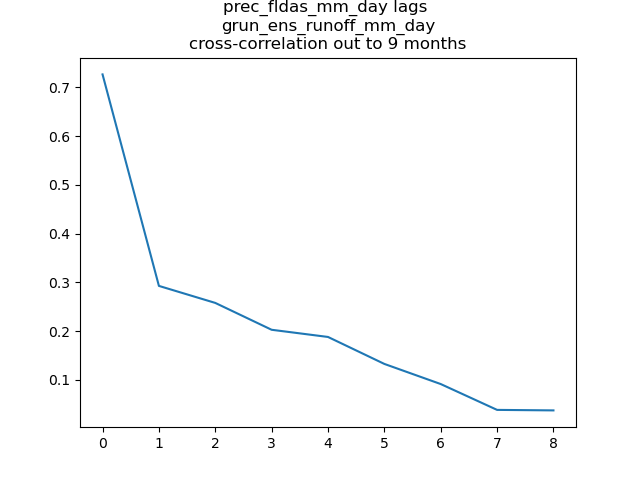 prec_fldas_mm_day lags
grun_ens_runoff_mm_day
cross-correlation out to 9 months
0.7
0.6
0.5
0.4
0.3
0.2
0.1
0 1 2 3 4 5 6 7 8